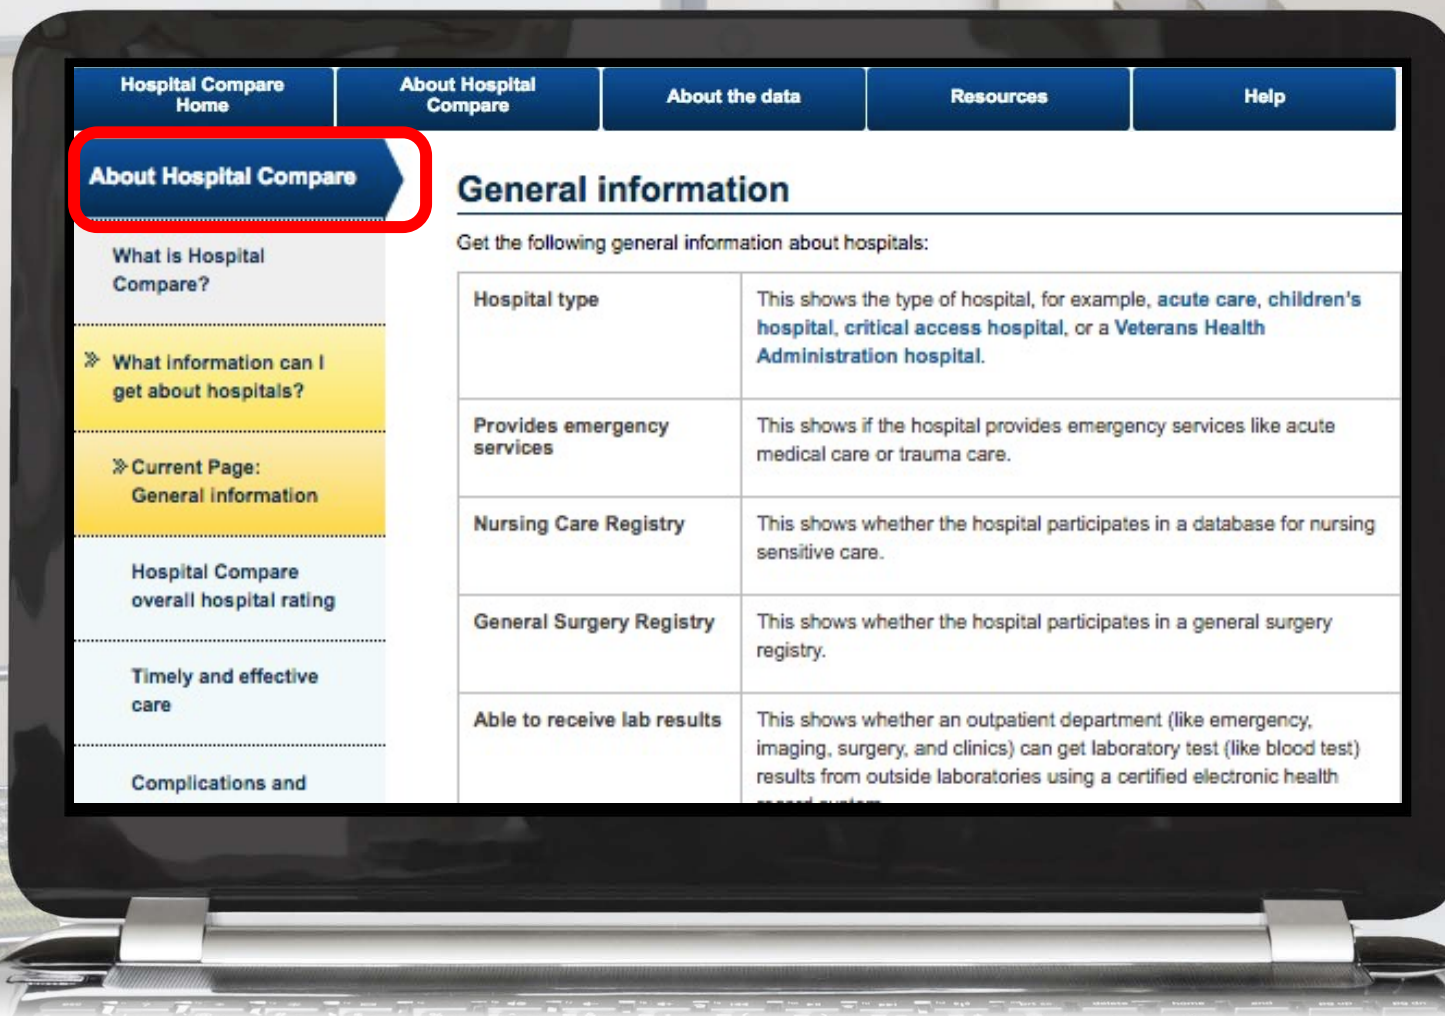 Hospital Compare
Home
About Hospital
Compare
About the data
Resources
Help
About Hospital Compare
What is Hospital
Compare?
What information can I
get about hospitals?
Current Page:
General information
Hospital Compare
overall hospital rating
Timely and effective
care
Complications and
General information
Get the following general information about hospitals:
Hospital type
This shows the type of hospital, for example, acute care, children's
hospital, critical access hospital, or a Veterans Health
Administration hospital.
Provides emergency
services
This shows if the hospital provides emergency services like acute
medical care or trauma care.
Nursing Care Registry
This shows whether the hospital participates in a database for nursing
sensitive care.
General Surgery Registry
This shows whether the hospital participates in a general surgery
registry.
Able to receive lab results
This shows whether an outpatient department (like emergency,
imaging, surgery, and clinics) can get laboratory test (like blood test)
results from outside laboratories using a certified electronic health
delete
home
end
pg up
pg dn